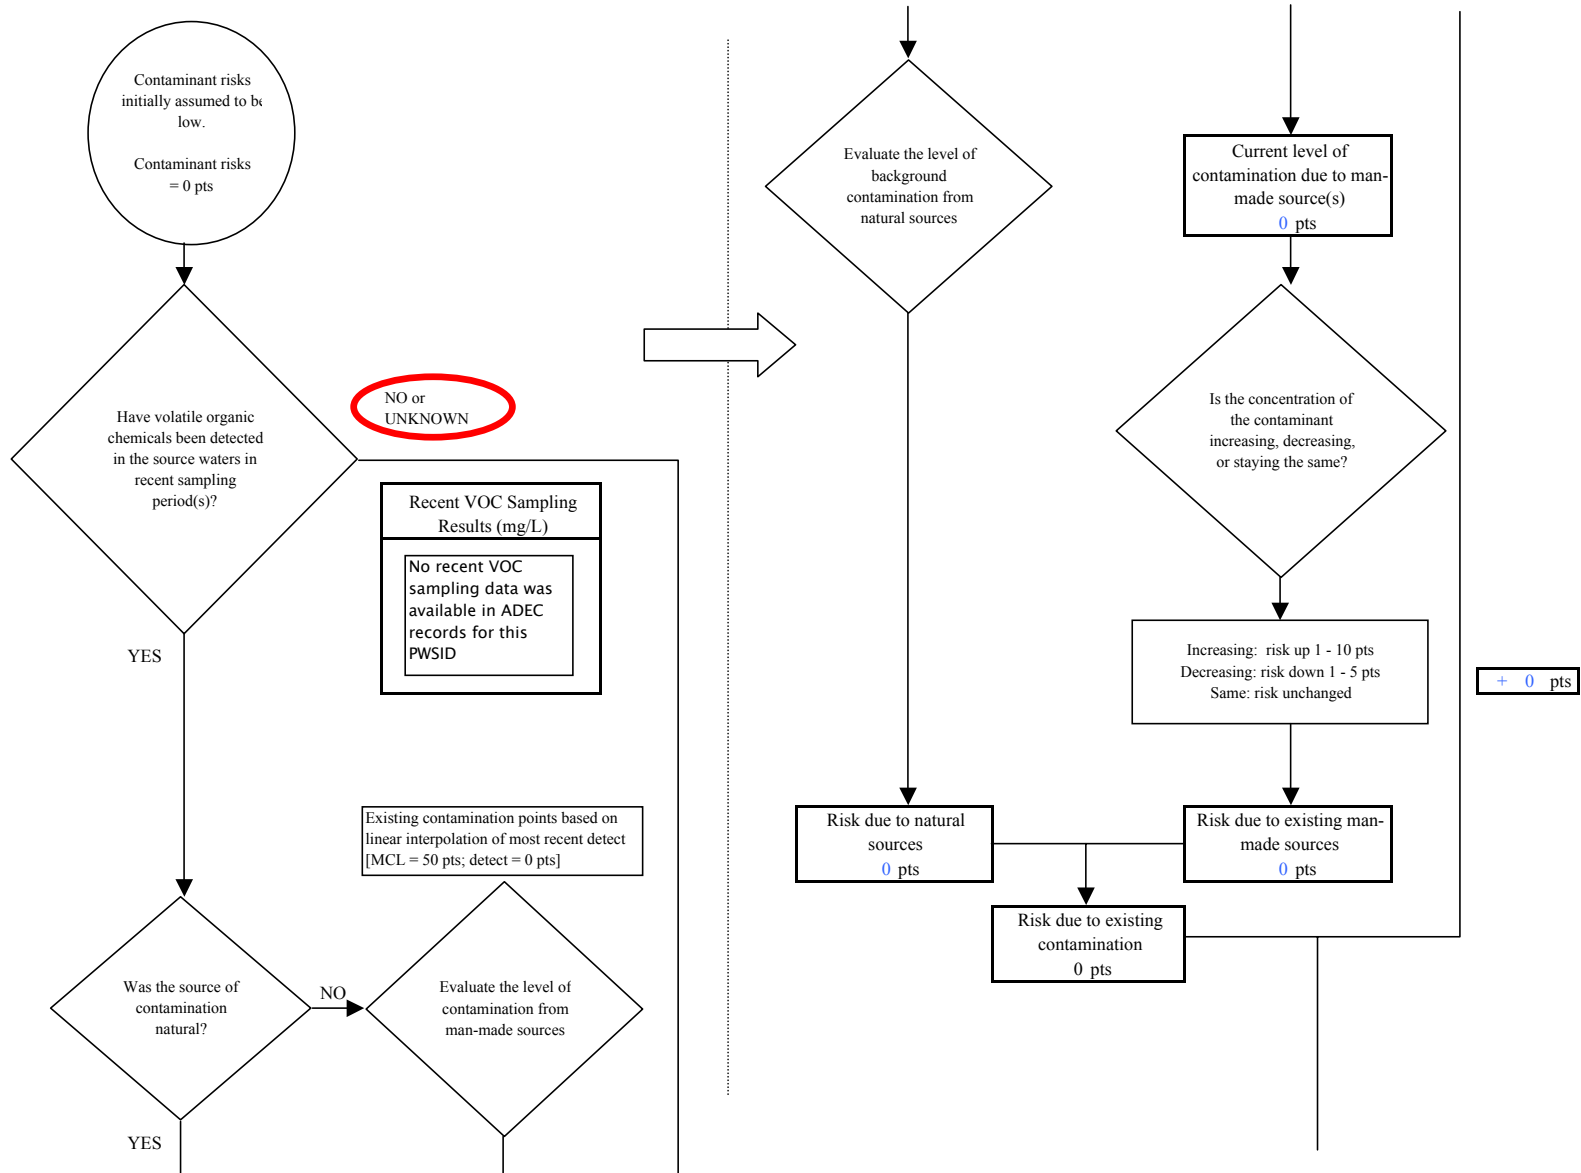 Contaminant risks
initially assumed to be
low.
Contaminant risks
= 0 pts
Have volatile organic
chemicals been detected
in the source waters in
recent sampling
period(s)?
NO or
UNKNOWN
Recent VOC Sampling
Results (mg/L)
No recent VOC
sampling data was
available in ADEC
records for this
PWSID
YES
Existing contamination points based on
linear interpolation of most recent detect
[MCL = 50 pts; detect = 0 pts]
Was the source of
contamination
natural?
NO
Evaluate the level of
contamination from
man-made sources
YES
Evaluate the level of
background
contamination from
natural sources
Current level of
contamination due to man-
made source(s)
0 pts
Is the concentration of
the contaminant
increasing, decreasing,
or staying the same?
Increasing: risk up 1 - 10 pts
Decreasing: risk down 1 - 5 pts
Same: risk unchanged
+ 0 pts
Risk due to natural
sources
0 pts
Risk due to existing man-
made sources
0 pts
Risk due to existing
contamination
0 pts